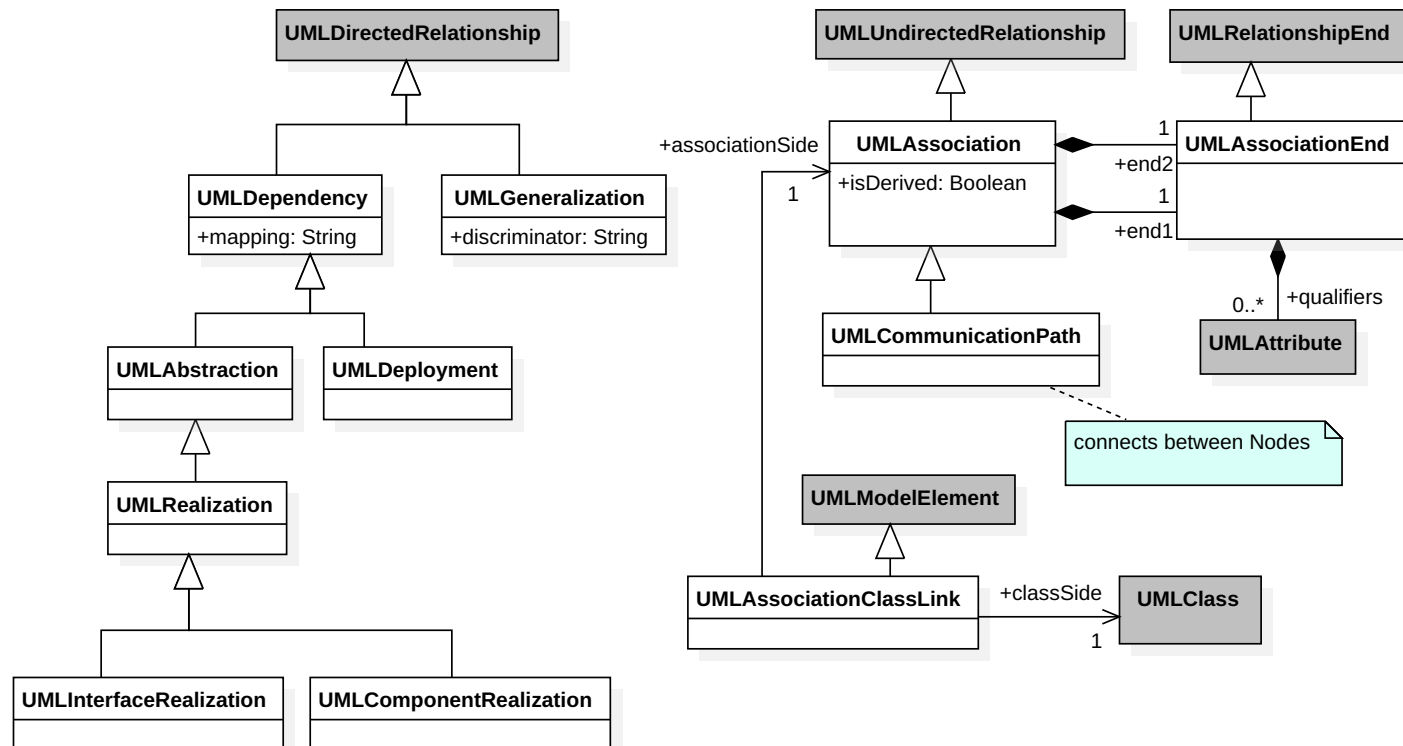 UMLDirectedRelationship
UMLUndirectedRelationship
UMLRelationshipEnd
+associationSide
1
UMLAssociation
+isDerived: Boolean
1
+end2
1
+end1
UMLAssociationEnd
UMLDependency
+mapping: String
UMLGeneralization
+discriminator: String
0..*
+qualifiers
UMLAttribute
UMLCommunicationPath
UMLAbstraction
UMLDeployment
connects between Nodes
UMLRealization
UMLModelElement
UMLAssociationClassLink
+classSide
1
UMLClass
UMLInterfaceRealization
UMLComponentRealization